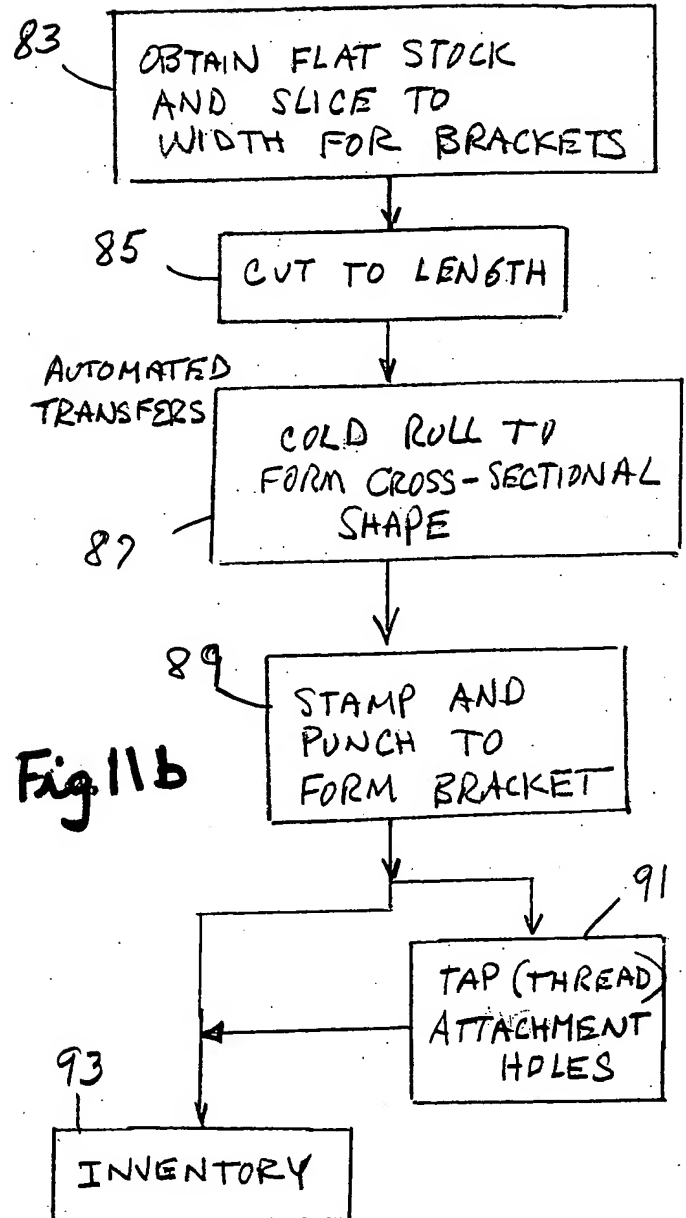 83
OBTAIN FLAT STOCK
AND SLICE TO
WIDTH FOR BRACKETS
85
CUT TO LENGTH
AUTOMATED
TRANSFERS
COLD ROLL TO
FORM CROSS-SECTIONAL
SHAPE
87
89
STAMP AND
PUNCH TO
FORM BRACKET
Fig. 11b
91
TAP (THREAD)
ATTACHMENT
HOLES
93
INVENTORY